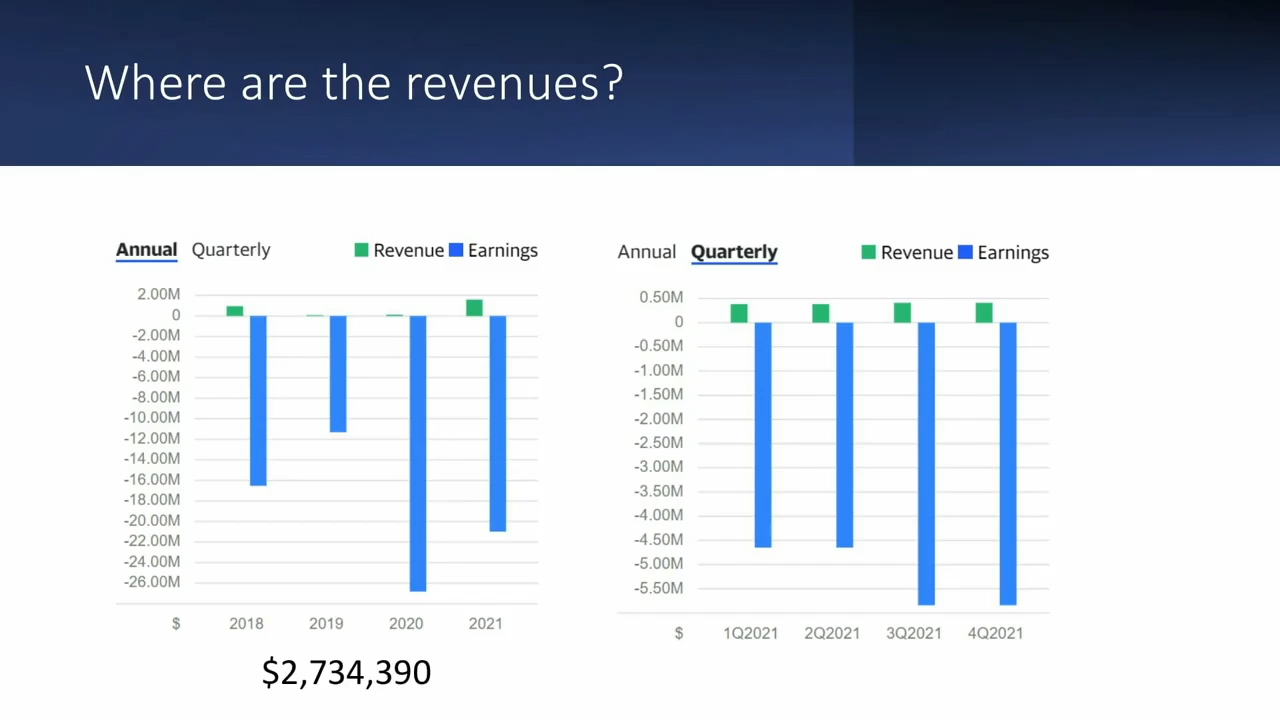 Where are the revenues?
Annual Quarterly Revenue Earnings
2.00M
0
-2.00M
-4.00M
-6.00M
-8.00M
-10.00M
-12.00M
-14.00M
-16.00M
-18.00M
-20.00M
-22.00M
-24.00M
-26.00M
$ 2018 2019 2020 2021
$2,734,390
Annual Quarterly Revenue Earnings
0.50M
0
-0.50M
-1.00M
-1.50M
-2.00M
-2.50M
-3.00M
-3.50M
-4.00M
-4.50M
-5.00M
-5.50M
$ 1Q2021 2Q2021 3Q2021 4Q2021